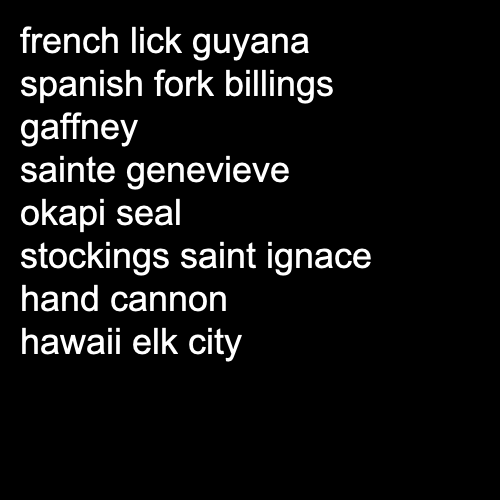 french lick guyana
spanish fork billings
gaffney
sainte genevieve
okapi seal
stockings saint ignace
hand cannon
hawaii elk city